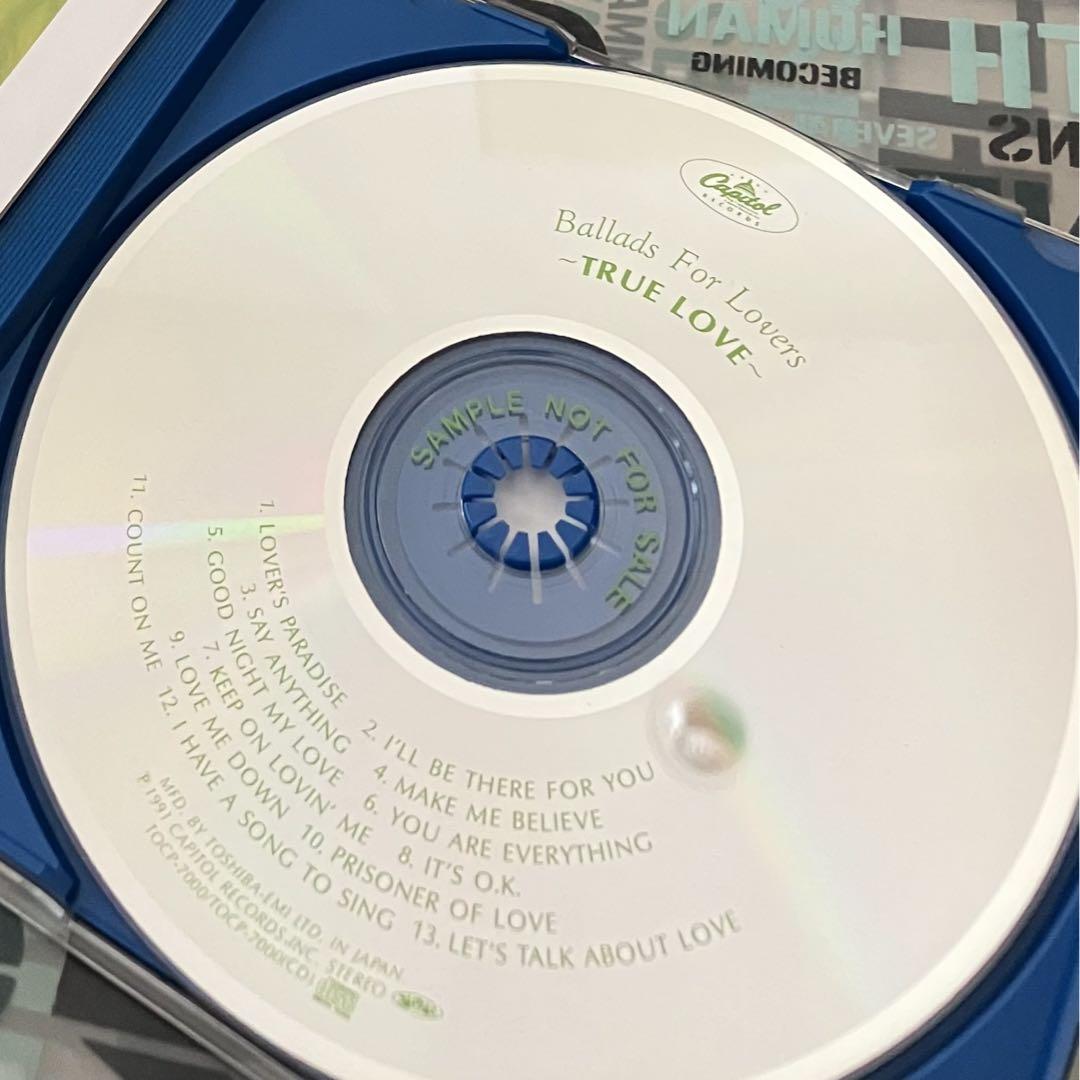 HUMAN
BECOMING
SEVEN
TH
NS
Capitol
RECORDS
Ballads For Lovers
~TRUE LOVE~
SAMPLE NOT FOR SALE
1. LOVER'S PARADISE 2. I'LL BE THERE FOR YOU
3. SAY ANYTHING 4. MAKE ME BELIEVE
5. GOOD NIGHT MY LOVE 6. YOU ARE EVERYTHING
7. KEEP ON LOVIN' ME 8. IT'S O.K.
9. LOVE ME DOWN 10. PRISONER OF LOVE
11. COUNT ON ME 12. I HAVE A SONG TO SING 13. LET'S TALK ABOUT LOVE
MFD. BY TOSHIBA-EMI LTD. IN JAPAN
P 1991 CAPITOL RECORDS,INC. STEREO
TOCP-7000/TOCP-7000(CD)